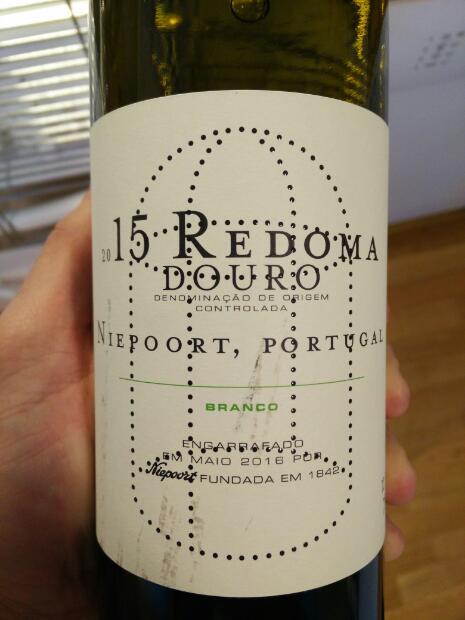 2015 REDOMA
DOURO
DENOMINAÇÃO DE ORIGEM
CONTROLADA
NIEPOORT, PORTUGAL
BRANCO
ENGARRAFADO
EM MAIO 2016 POR
Niepoort FUNDADA EM 1842